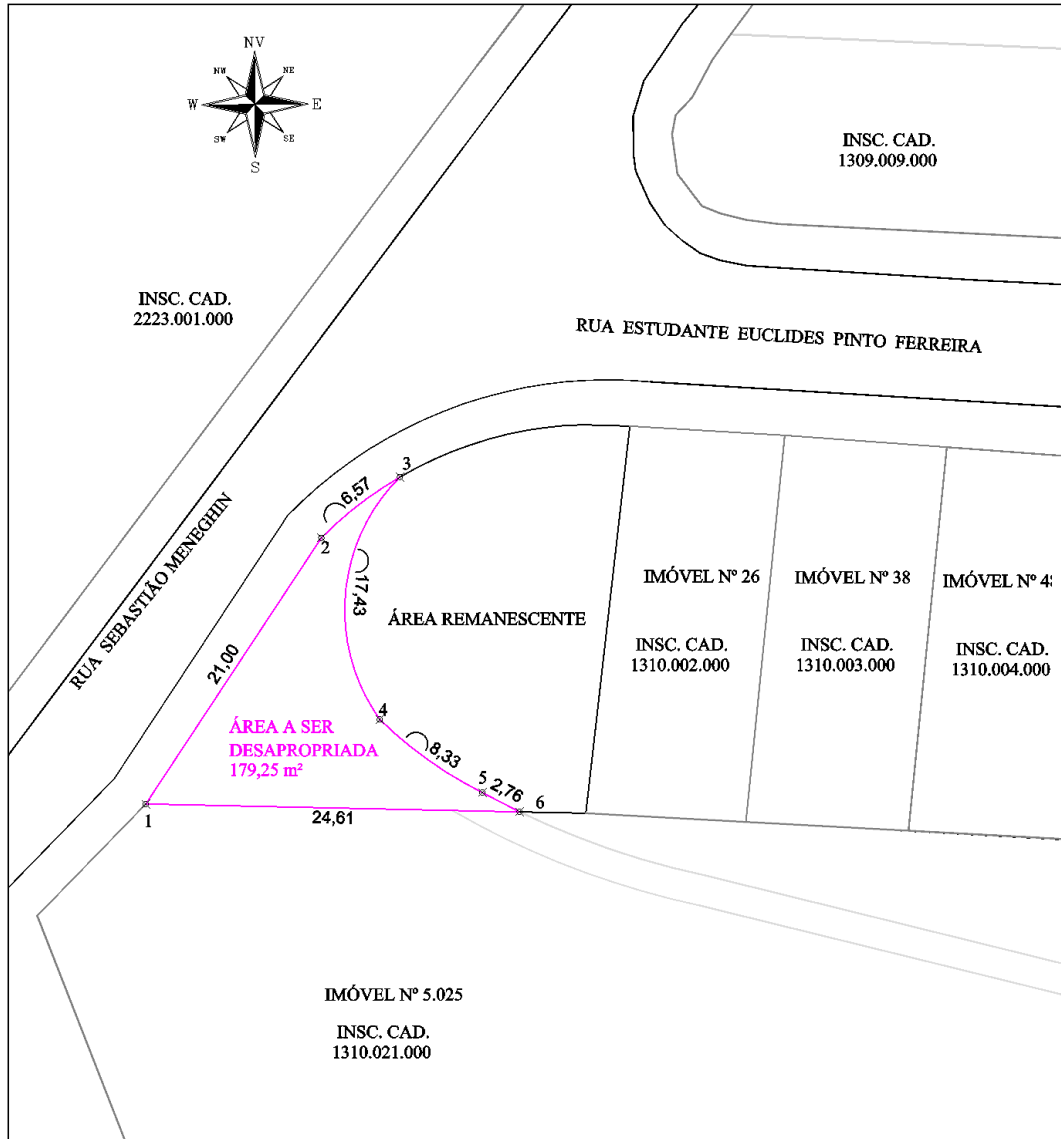 NV
NW
NE
W
E
SW
SE
S
INSC. CAD.
1309.009.000
INSC. CAD.
2223.001.000
RUA ESTUDANTE EUCLIDES PINTO FERREIRA
RUA SEBASTIÃO MENEGHIN
3
6,57
2
17,43
21,00
ÁREA REMANESCENTE
IMÓVEL Nº 26
INSC. CAD.
1310.002.000
IMÓVEL Nº 38
INSC. CAD.
1310.003.000
IMÓVEL Nº
INSC. CAD.
1310.004.000
4
ÁREA A SER
DESAPROPRIADA
179,25 m²
8,33
5
2,76
6
1
24,61
IMÓVEL Nº 5.025
INSC. CAD.
1310.021.000